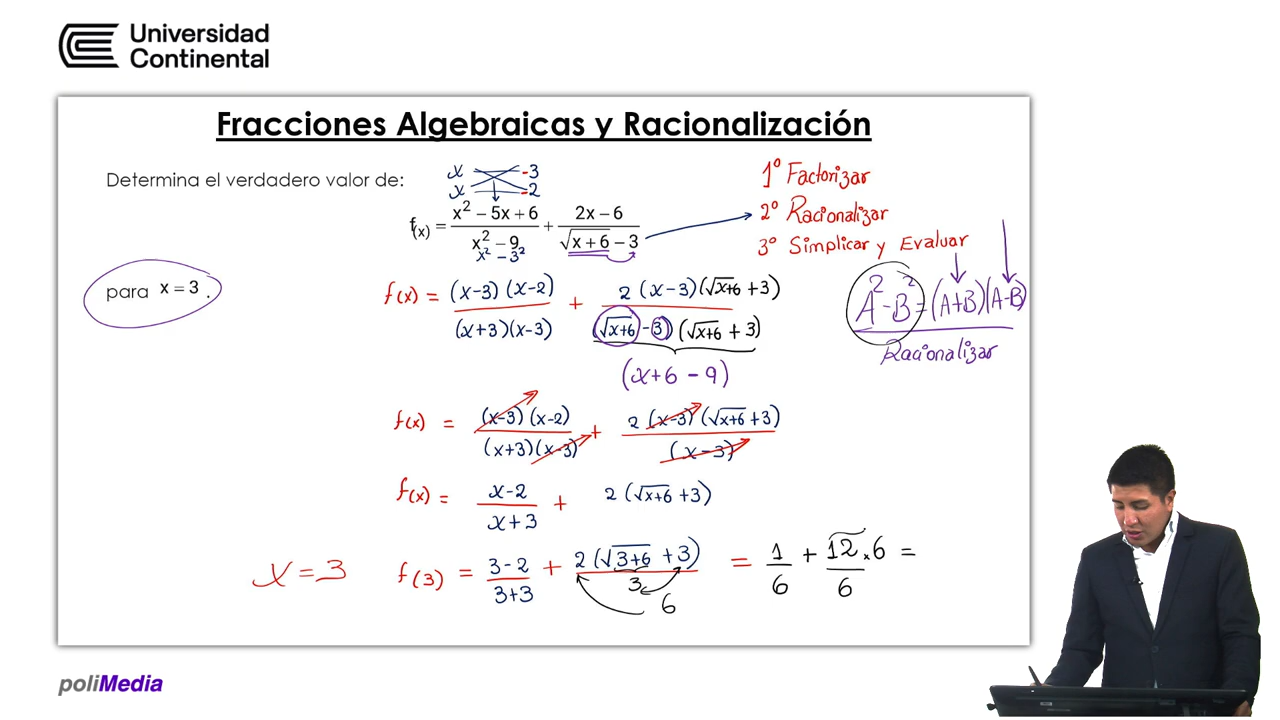 Universidad
Continental
Fracciones Algebraicas y Racionalización
Determina el verdadero valor de:
x -3
x -2
f(x) = (x² − 5x + 6)/(x² − 9) + (2x − 6)/(√(x + 6) − 3)
x² − 3²
para x = 3 .
1° Factorizar
2° Racionalizar
3° Simplicar y Evaluar
A² − B² = (A+B)(A−B)
Racionalizar
f(x) = (x−3)(x−2)/(x+3)(x−3) + 2(x−3)(√x+6 +3)/(√x+6 −3)(√x+6 +3)
(x+6 − 9)
f(x) = (x−3)(x−2)/(x+3)(x−3) + 2(x−3)(√x+6 +3)/(x−3)
f(x) = x−2/x+3 + 2(√x+6 +3)
x = 3
f(3) = 3−2/3+3 + 2(√3+6 +3) = 1/6 + 12×6/6 =
3
6
poliMedia